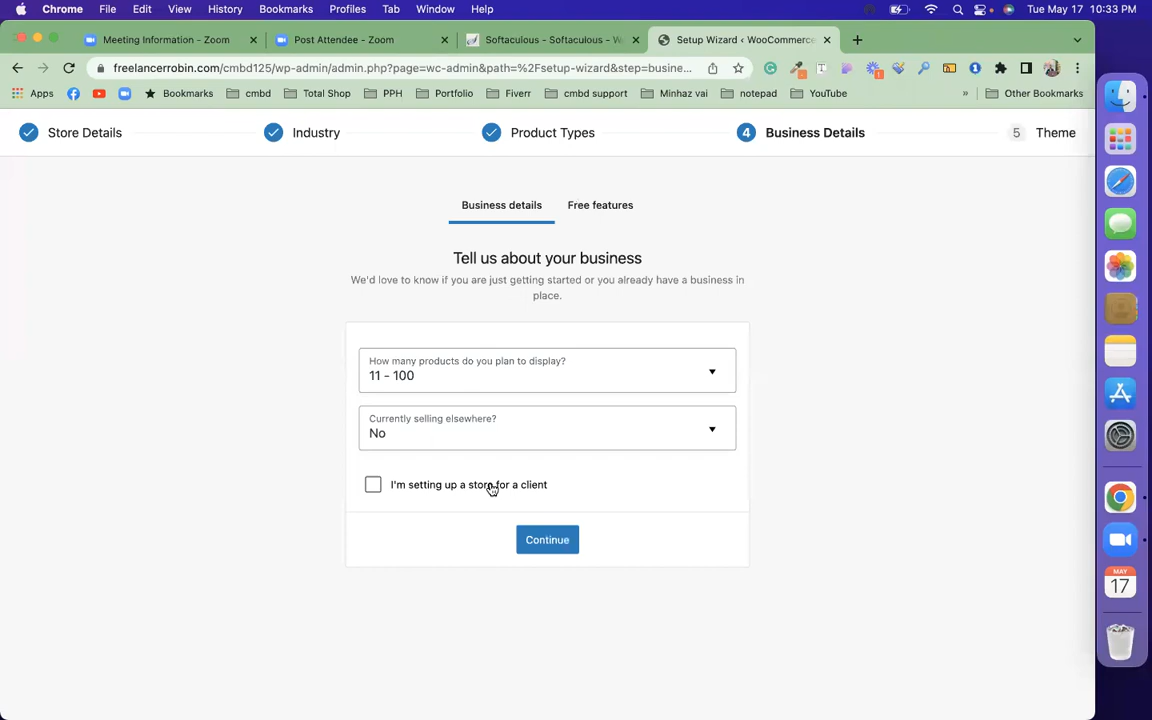 Chrome File Edit View History Bookmarks Profiles Tab Window Help Tue May 17 10:33 PM
Meeting Information - Zoom Post Attendee - Zoom Softaculous - Softaculous - W Setup Wizard ‹ WooCommerce
freelancerrobin.com/cmbd125/wp-admin/admin.php?page=wc-admin&path=%2Fsetup-wizard&step=busine...
Apps Bookmarks cmbd Total Shop PPH Portfolio Fiverr cmbd support Minhaz vai notepad YouTube » Other Bookmarks
Store Details Industry Product Types 4 Business Details 5 Theme
Business details Free features
Tell us about your business
We'd love to know if you are just getting started or you already have a business in
place.
How many products do you plan to display?
11 - 100
Currently selling elsewhere?
No
I'm setting up a store for a client
Continue
MAY
17